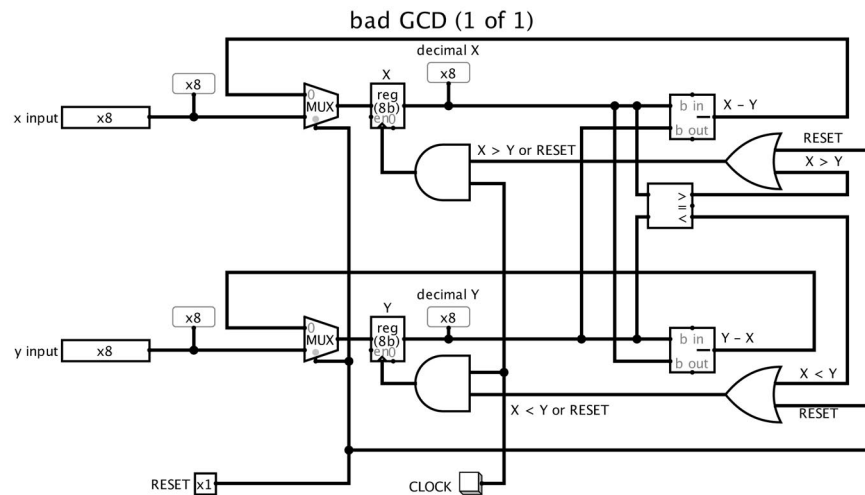 bad GCD (1 of 1)
decimal X
x8
x8
X
0
MUX
reg
(8b)
en0
b in
b out
X - Y
x input
x8
RESET
X > Y or RESET
X > Y
>
=
<
decimal Y
x8
x8
Y
0
MUX
reg
(8b)
en0
b in
b out
Y - X
y input
x8
X < Y
X < Y or RESET
RESET
RESET
x1
CLOCK